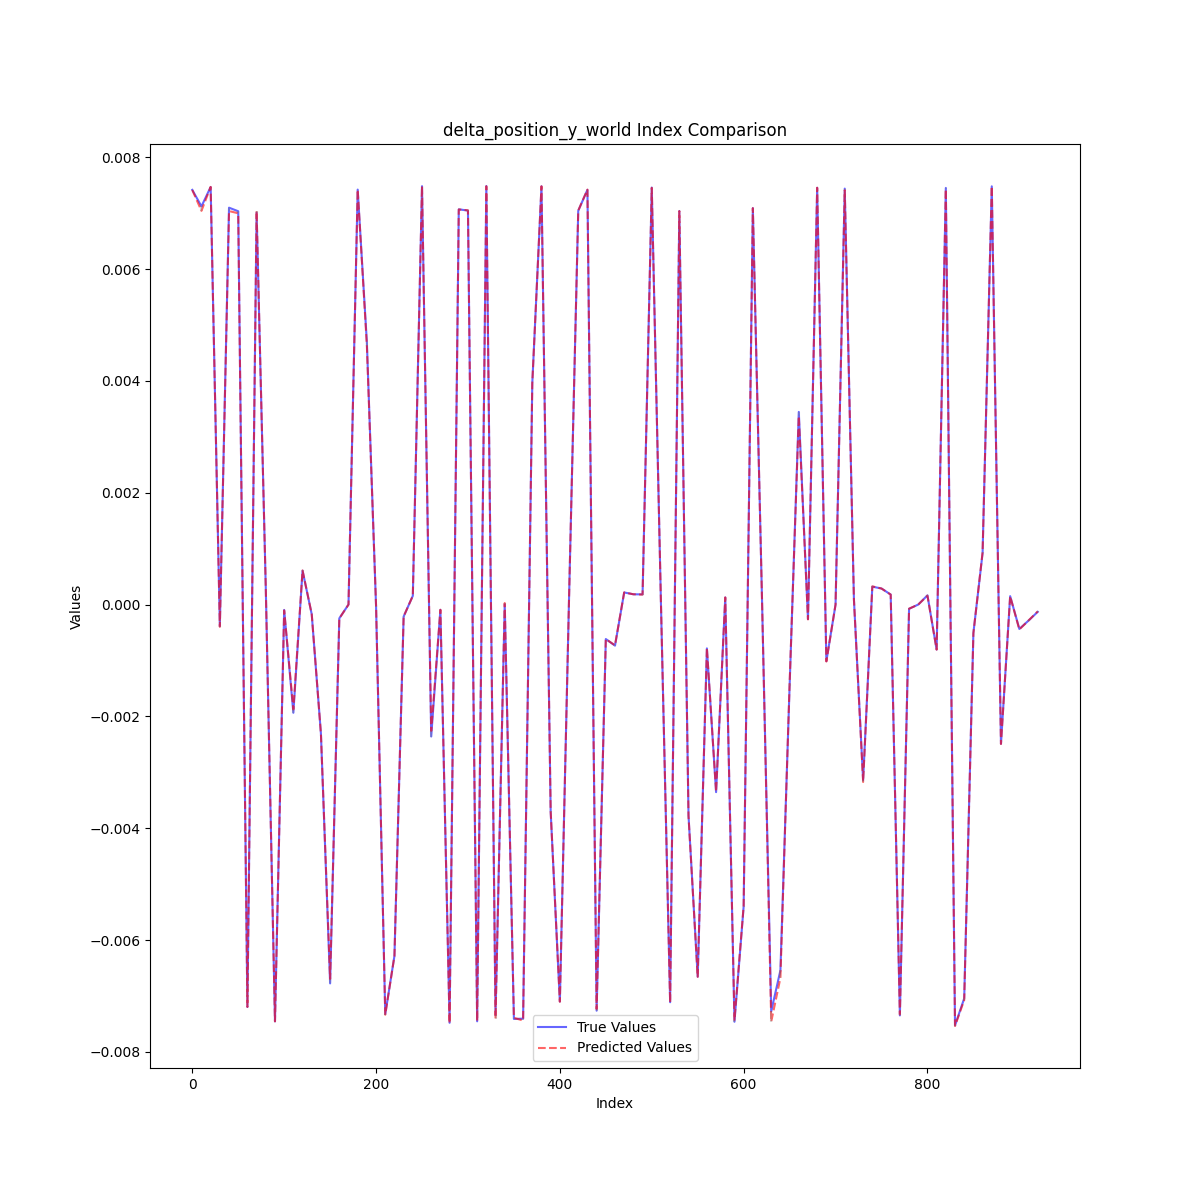 delta_position_y_world Index Comparison
0.008
0.006
0.004
0.002
0.000
−0.002
−0.004
−0.006
−0.008
Values
True Values
Predicted Values
0 200 400 600 800
Index